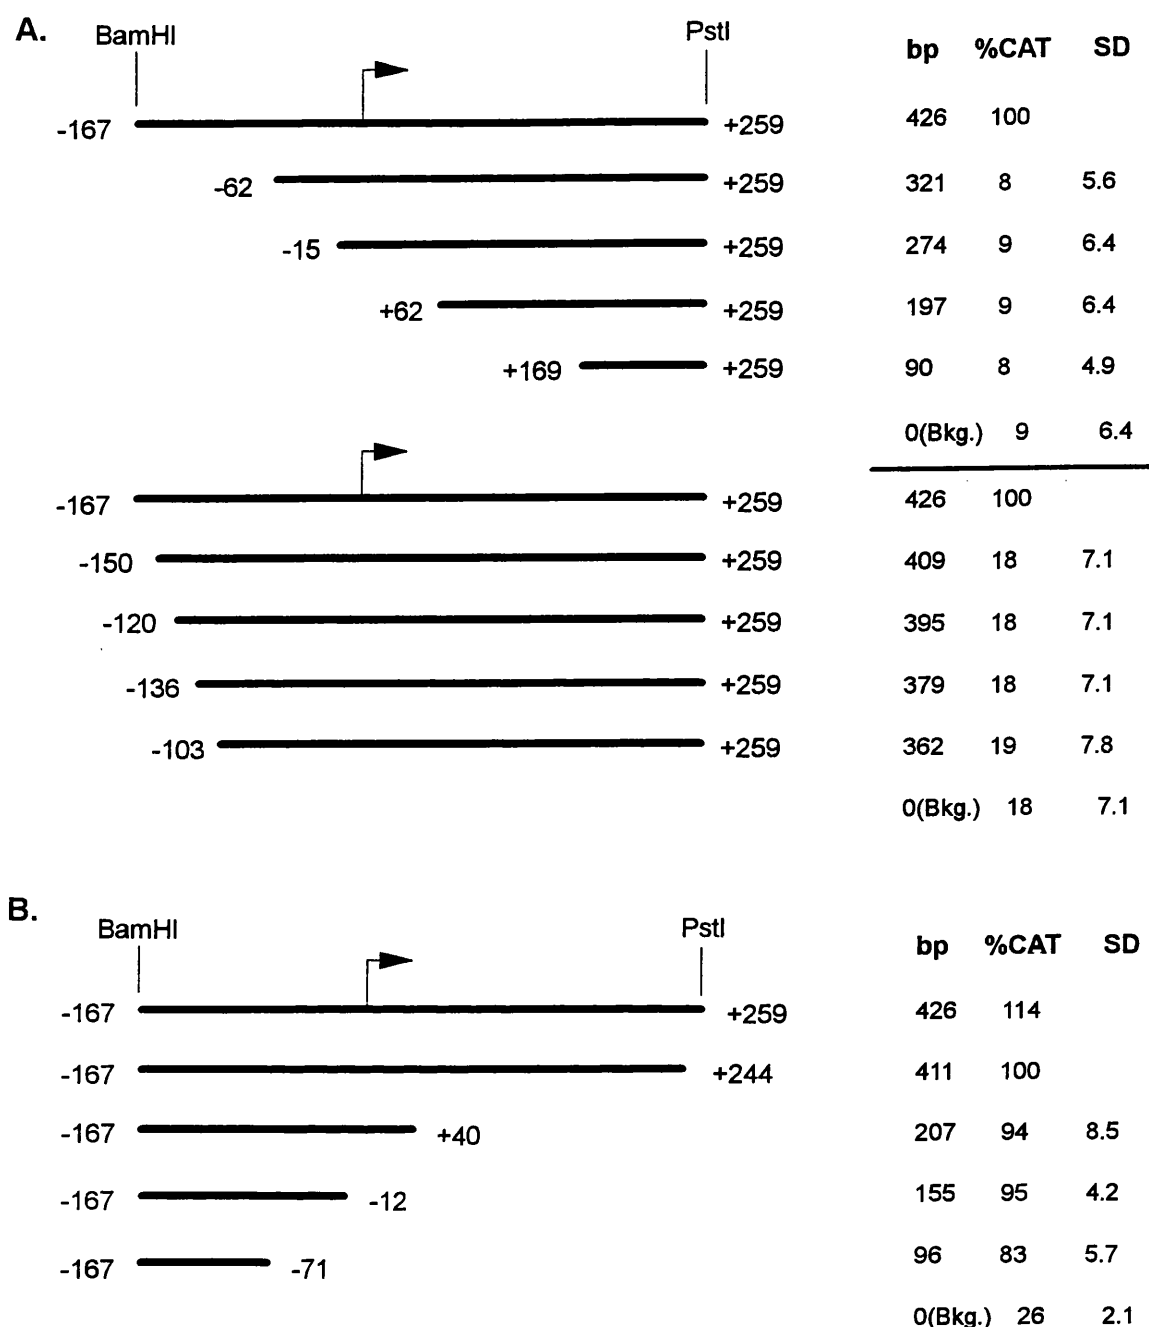 A.
BamHI PstI
bp %CAT SD
-167 +259 426 100
-62 +259 321 8 5.6
-15 +259 274 9 6.4
+62 +259 197 9 6.4
+169 +259 90 8 4.9
0(Bkg.) 9 6.4
-167 +259 426 100
-150 +259 409 18 7.1
-120 +259 395 18 7.1
-136 +259 379 18 7.1
-103 +259 362 19 7.8
0(Bkg.) 18 7.1
B.
BamHI PstI
bp %CAT SD
-167 +259 426 114
-167 +244 411 100
-167 +40 207 94 8.5
-167 -12 155 95 4.2
-167 -71 96 83 5.7
0(Bkg.) 26 2.1